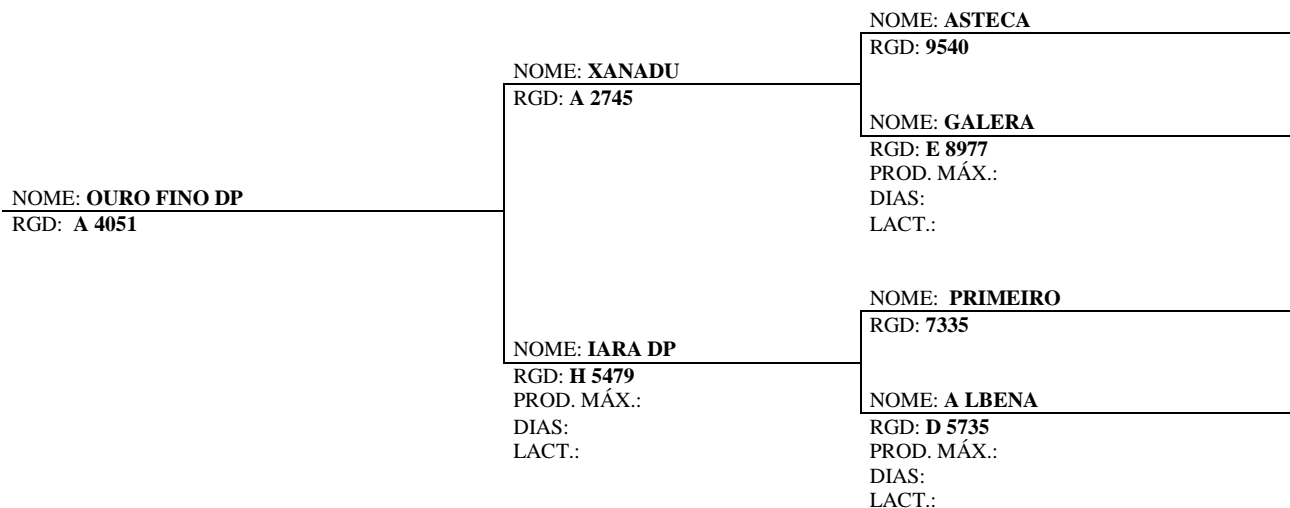 NOME: ASTECA
RGD: 9540
NOME: XANADU
RGD: A 2745
NOME: GALERA
RGD: E 8977
PROD. MÁX.:
DIAS:
LACT.:
NOME: OURO FINO DP
RGD: A 4051
NOME: PRIMEIRO
RGD: 7335
NOME: IARA DP
RGD: H 5479
PROD. MÁX.:
DIAS:
LACT.:
NOME: A LBENA
RGD: D 5735
PROD. MÁX.:
DIAS:
LACT.: